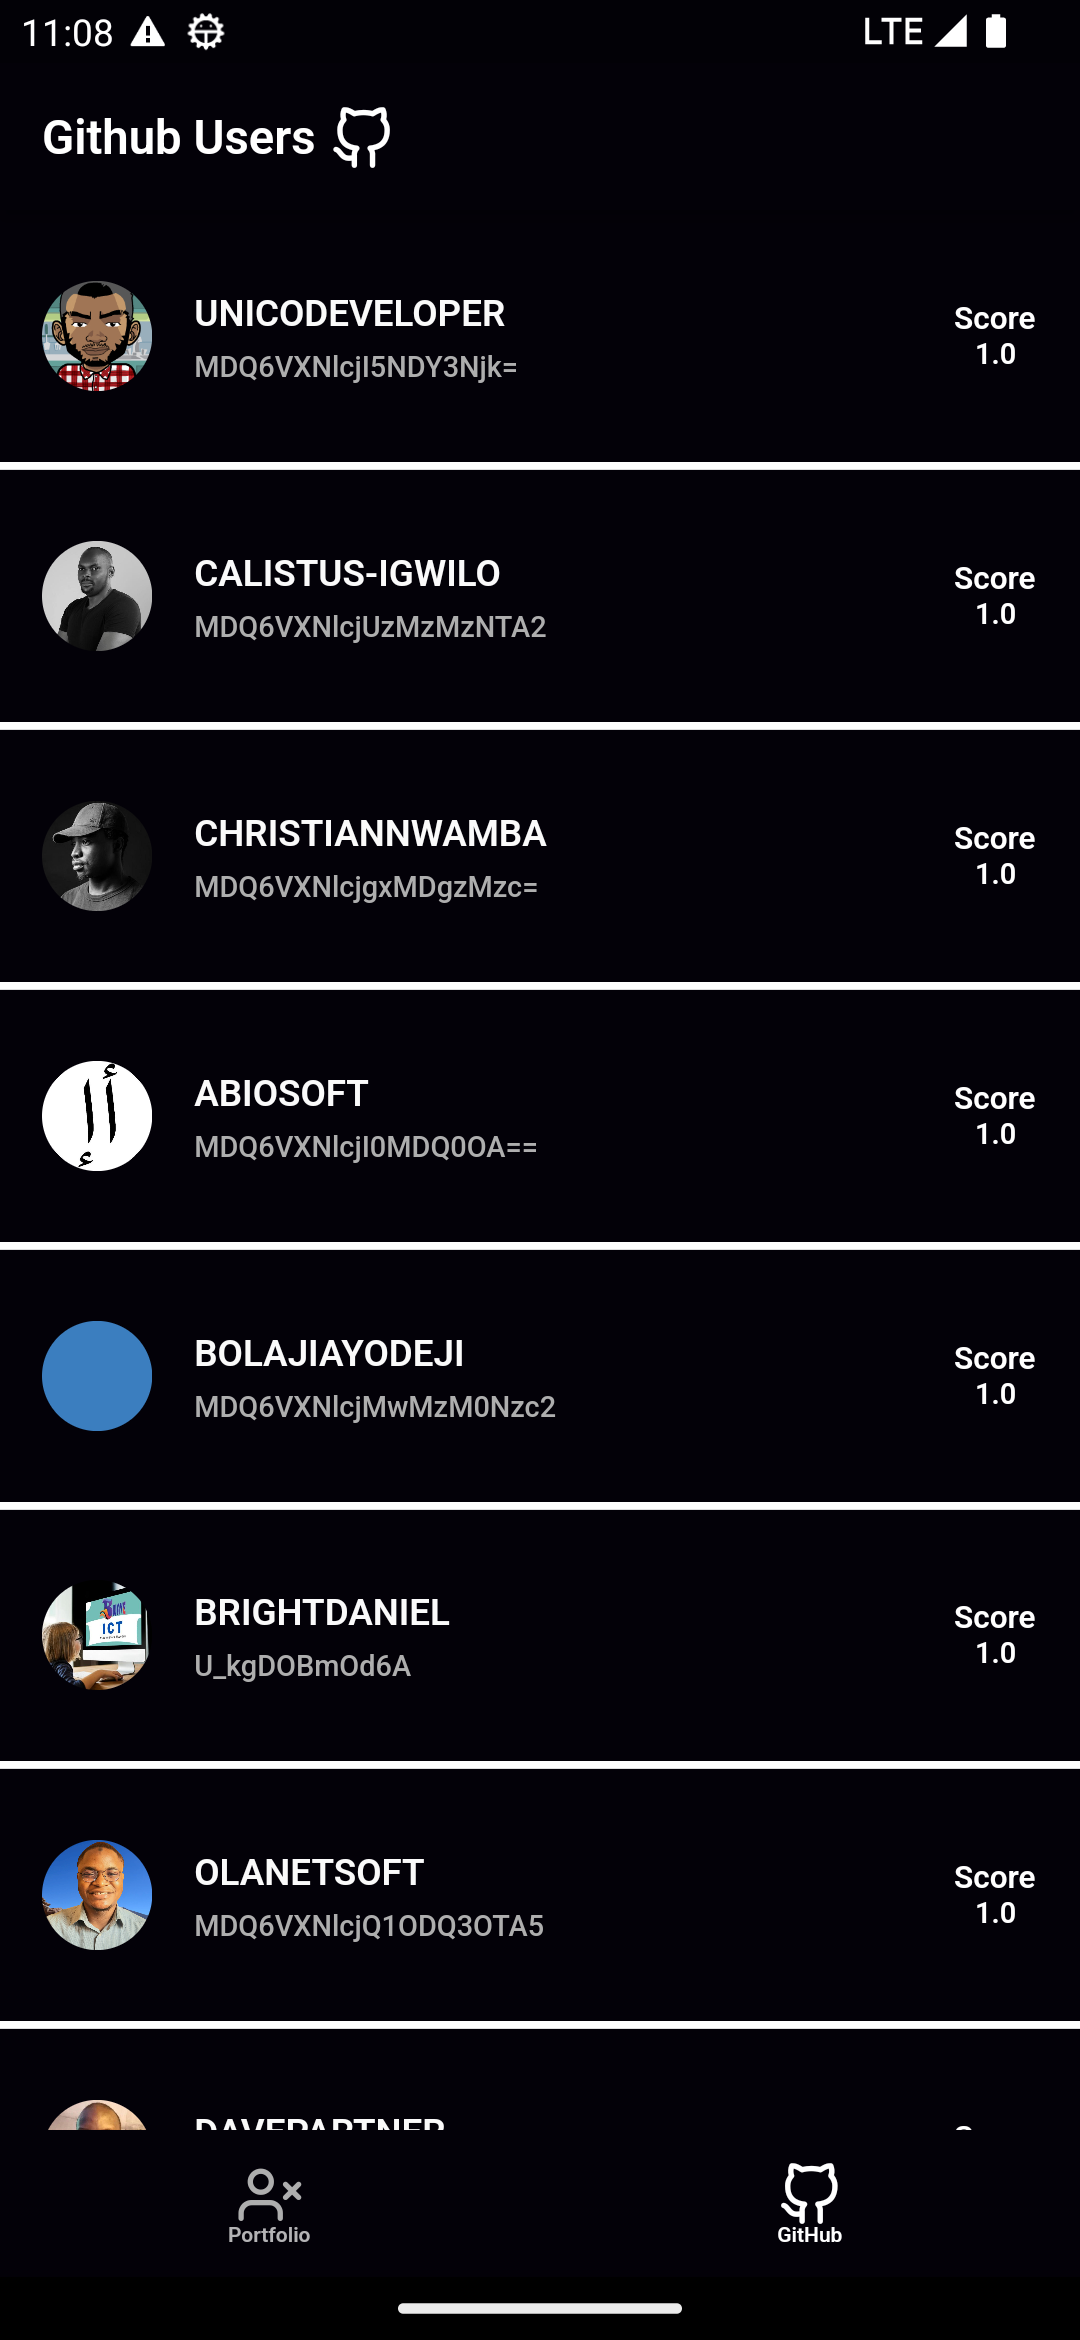 11:08
LTE
Github Users
UNICODEVELOPER
MDQ6VXNlcjI5NDY3Njk=
Score
1.0
CALISTUS-IGWILO
MDQ6VXNlcjUzMzMzNTA2
Score
1.0
CHRISTIANNWAMBA
MDQ6VXNlcjgxMDgzMzc=
Score
1.0
ABIOSOFT
MDQ6VXNlcjI0MDQ0OA==
Score
1.0
BOLAJIAYODEJI
MDQ6VXNlcjMwMzM0Nzc2
Score
1.0
ICT
BRIGHTDANIEL
U_kgDOBmOd6A
Score
1.0
OLANETSOFT
MDQ6VXNlcjQ1ODQ3OTA5
Score
1.0
DAVEPARTNER
Portfolio
GitHub